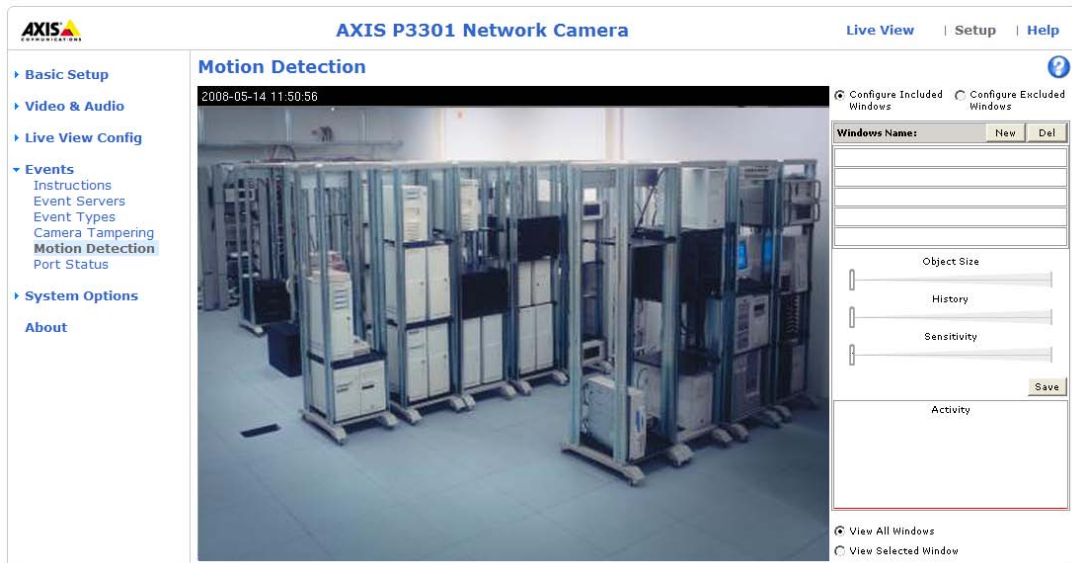 AXIS
COMMUNICATIONS
AXIS P3301 Network Camera
Live View | Setup | Help
Basic Setup
Video & Audio
Live View Config
Events
Instructions
Event Servers
Event Types
Camera Tampering
Motion Detection
Port Status
System Options
About
Motion Detection
?
2008-05-14 11:50:56
Configure Included Windows
Configure Excluded Windows
Windows Name:
New
Del
Object Size
History
Sensitivity
Save
Activity
View All Windows
View Selected Window